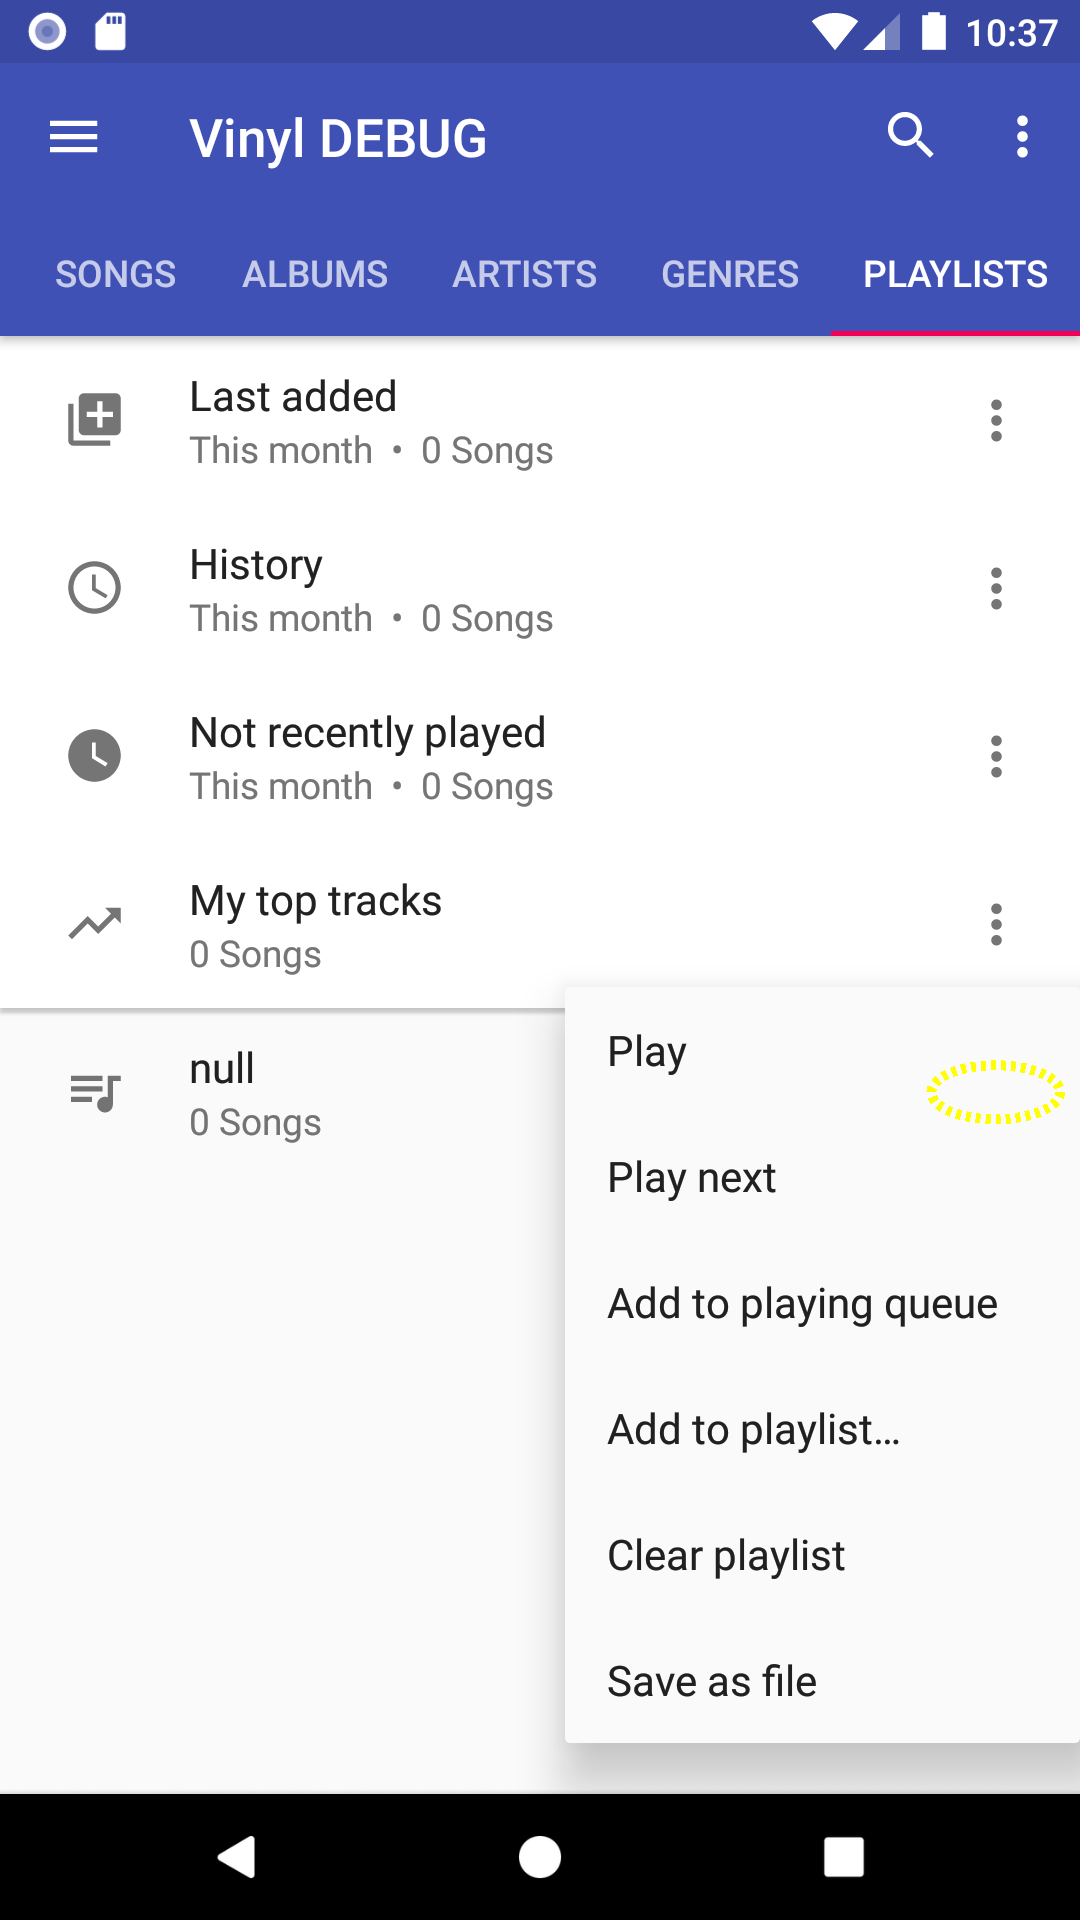 10:37
Vinyl DEBUG
SONGS ALBUMS ARTISTS GENRES PLAYLISTS
Last added
This month • 0 Songs
History
This month • 0 Songs
Not recently played
This month • 0 Songs
My top tracks
0 Songs
null
0 Songs
Play
Play next
Add to playing queue
Add to playlist…
Clear playlist
Save as file